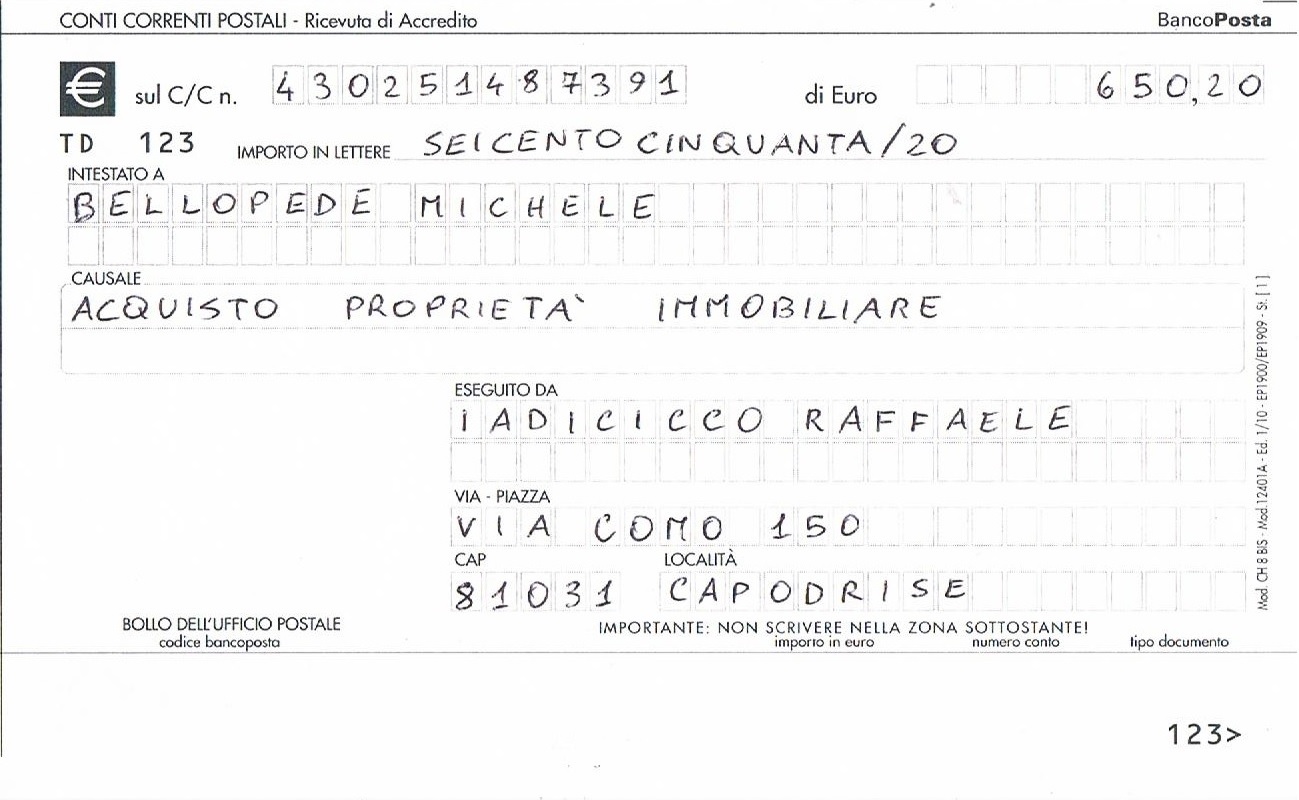 CONTI CORRENTI POSTALI - Ricevuta di Accredito BancoPosta
€ sul C/C n. 430251487391 di Euro 650,20
TD 123 IMPORTO IN LETTERE SEICENTO CINQUANTA/20
INTESTATO A
BELLOPEDE MICHELE
CAUSALE
ACQUISTO PROPRIETA' IMMOBILIARE
ESEGUITO DA
IADICICCO RAFFAELE
VIA - PIAZZA
VIA COMO 150
CAP LOCALITÀ
81031 CAPODRISE
BOLLO DELL'UFFICIO POSTALE IMPORTANTE: NON SCRIVERE NELLA ZONA SOTTOSTANTE!
codice bancoposta importo in euro numero conto tipo documento
Mod. CH 8 BIS - Mod. 12401A - Ed. 1/10 - EP1900/EP1909 - St. [1]
123>